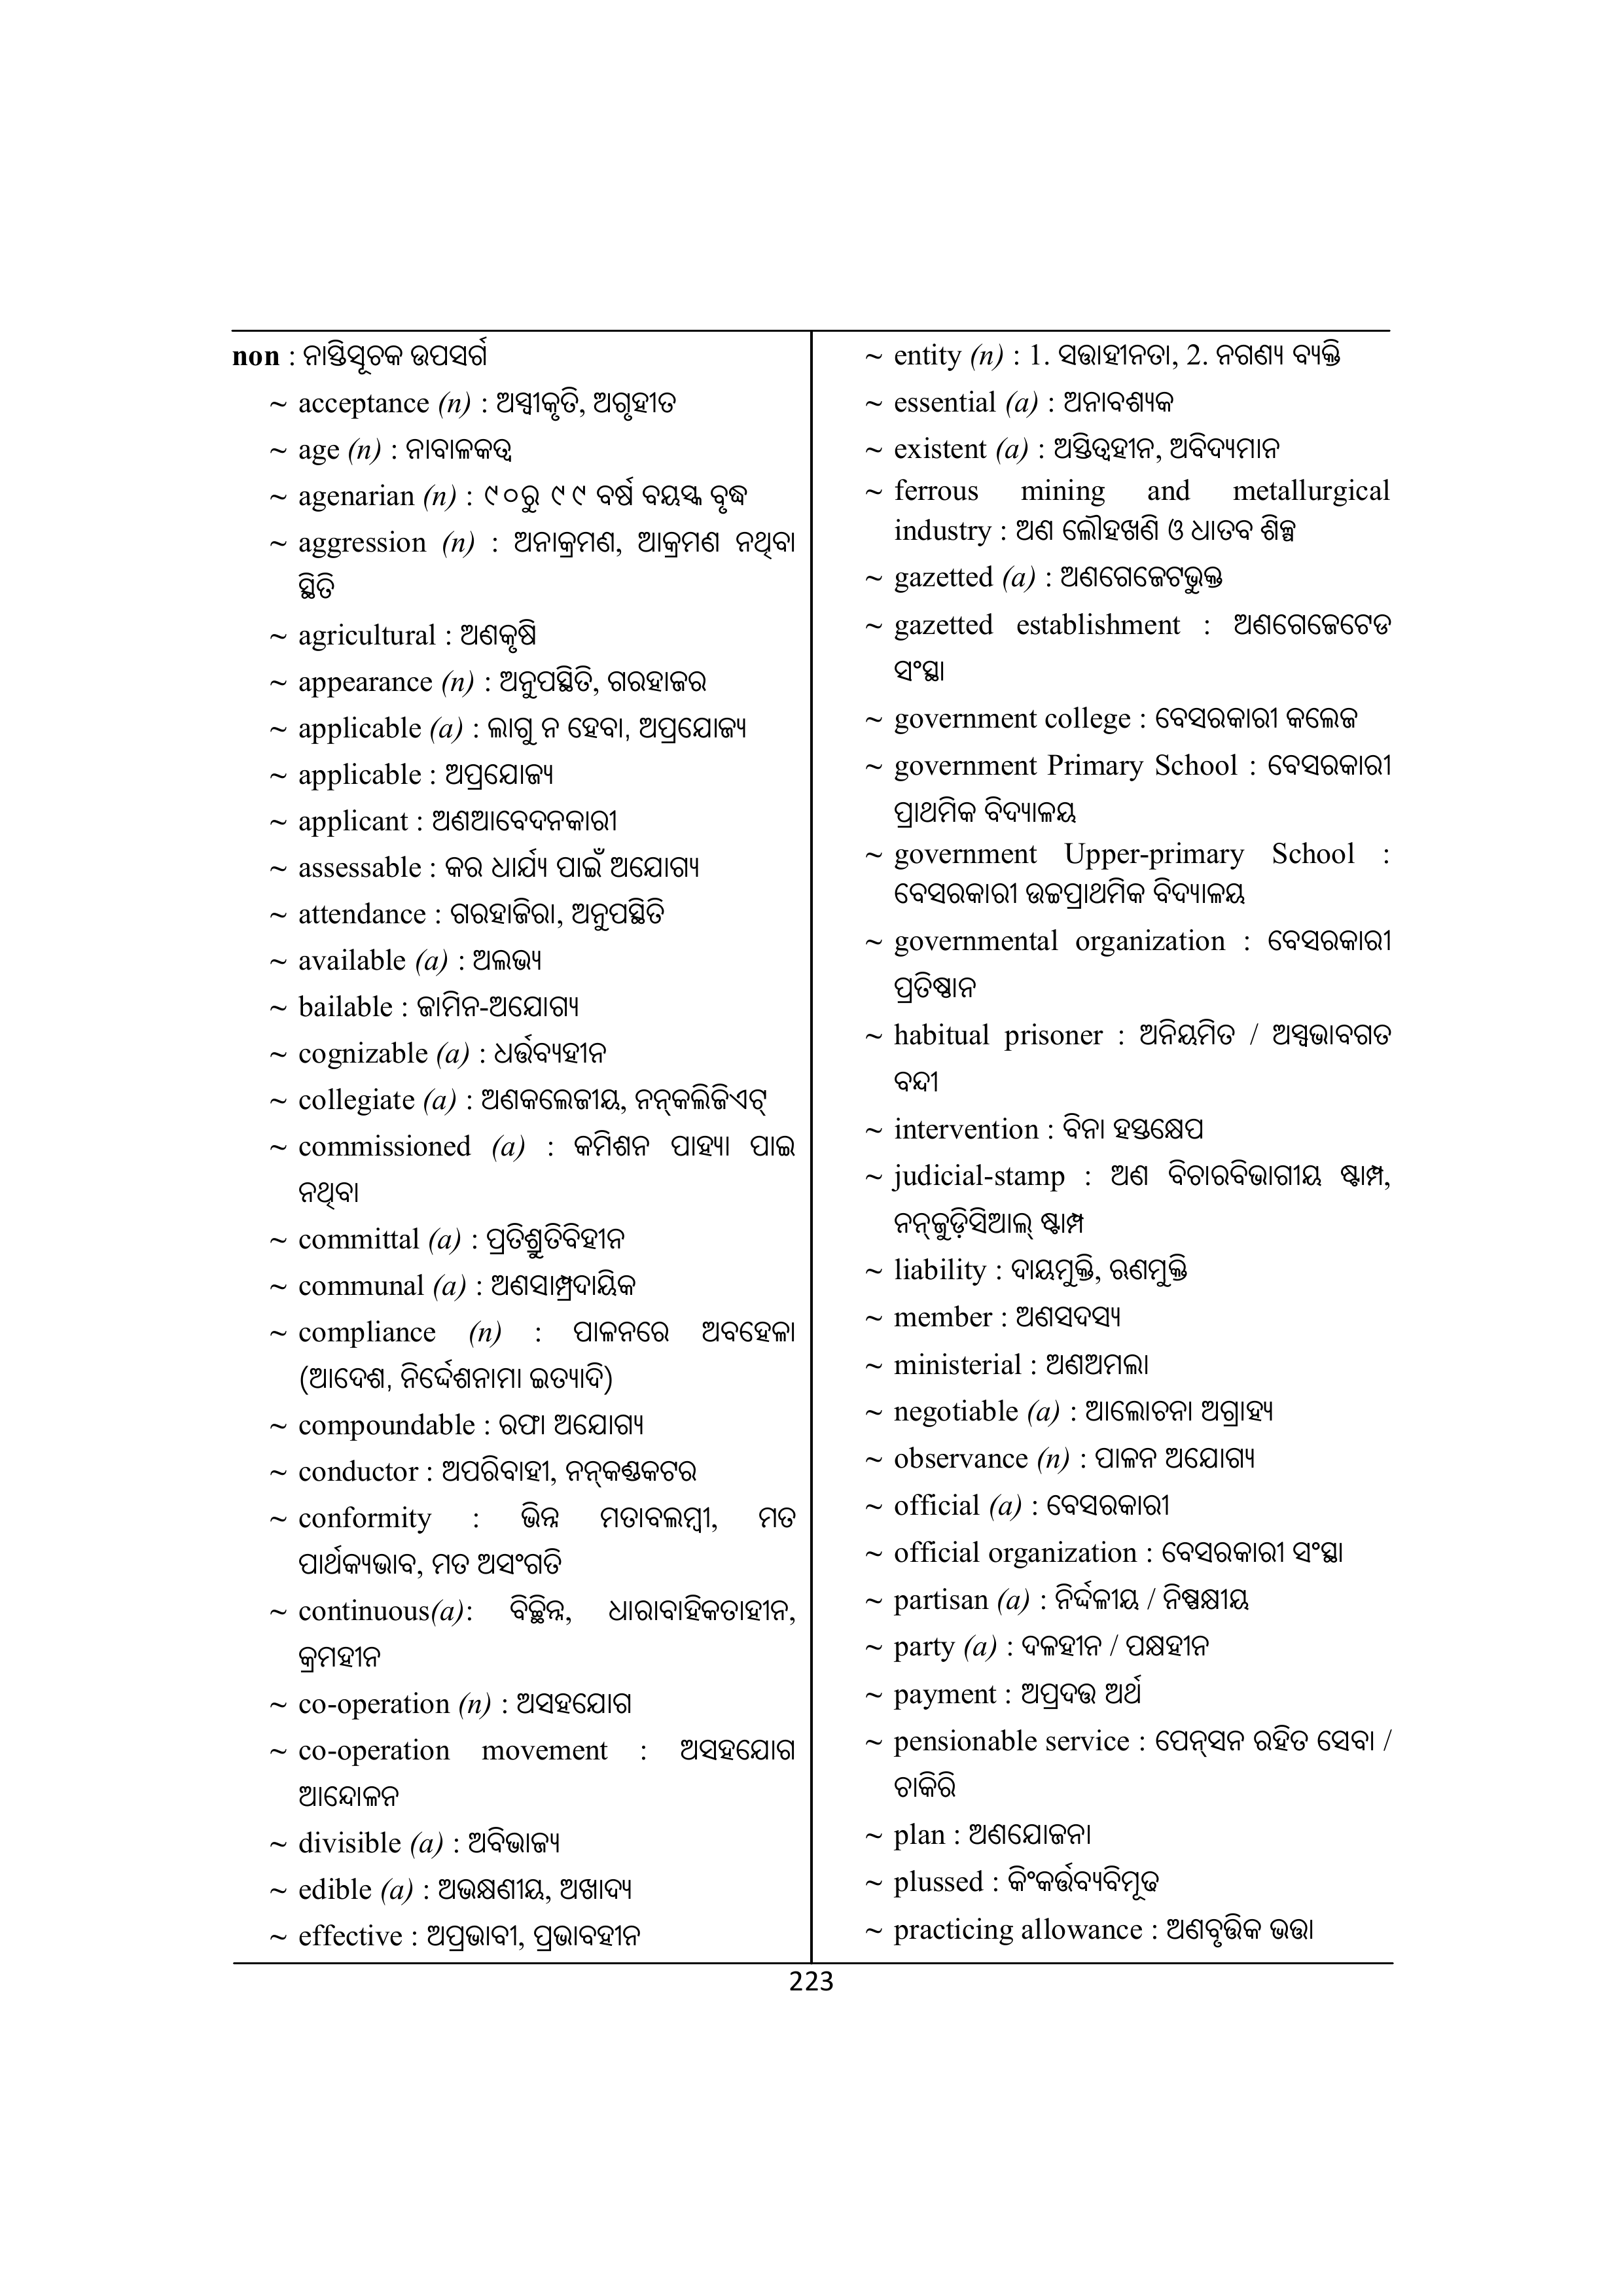 non : ନାସ୍ତିସୂଚକ ଉପସର୍ଗ
~ acceptance (n) : ଅସ୍ଵୀକୃତି, ଅଗୃହୀତ
~ age (n) : ନାବାଳକତ୍ଵ
~ agenarian (n) : ୯୦ରୁ ୯୯ ବର୍ଷ ବୟସ୍କ ବୃଦ୍ଧ
~ aggression (n) : ଅନାକ୍ରମଣ, ଆକ୍ରମଣ ନଥିବା
ସ୍ଥିତି
~ agricultural : ଅଣକୃଷି
~ appearance (n) : ଅନୁପସ୍ଥିତି, ଗରହାଜର
~ applicable (a) : ଲାଗୁ ନ ହେବା, ଅପ୍ରଯୋଜ୍ୟ
~ applicable : ଅପ୍ରଯୋଜ୍ୟ
~ applicant : ଅଣଆବେଦନକାରୀ
~ assessable : କର ଧାର୍ଯ୍ୟ ପାଇଁ ଅଯୋଗ୍ୟ
~ attendance : ଗରହାଜିରା, ଅନୁପସ୍ଥିତି
~ available (a) : ଅଲଭ୍ୟ
~ bailable : ଜାମିନ-ଅଯୋଗ୍ୟ
~ cognizable (a) : ଧର୍ତ୍ତବ୍ୟହୀନ
~ collegiate (a) : ଅଣକଲେଜୀୟ, ନନ୍‌କଲିଜିଏଟ୍
~ commissioned (a) : କମିଶନ ପାହ୍ୟା ପାଇ
ନଥିବା
~ committal (a) : ପ୍ରତିଶ୍ରୁତିବିହୀନ
~ communal (a) : ଅଣସାମ୍ପ୍ରଦାୟିକ
~ compliance (n) : ପାଳନରେ ଅବହେଳା
(ଆଦେଶ, ନିର୍ଦ୍ଦେଶନାମା ଇତ୍ୟାଦି)
~ compoundable : ରଫା ଅଯୋଗ୍ୟ
~ conductor : ଅପରିବାହୀ, ନନ୍‌କଣ୍ଡକଟର
~ conformity : ଭିନ୍ନ ମତାବଲମ୍ବୀ, ମତ
ପାର୍ଥକ୍ୟଭାବ, ମତ ଅସଂଗତି
~ continuous(a): ବିଚ୍ଛିନ୍ନ, ଧାରାବାହିକତାହୀନ,
କ୍ରମହୀନ
~ co-operation (n) : ଅସହଯୋଗ
~ co-operation movement : ଅସହଯୋଗ
ଆନ୍ଦୋଳନ
~ divisible (a) : ଅବିଭାଜ୍ୟ
~ edible (a) : ଅଭକ୍ଷଣୀୟ, ଅଖାଦ୍ୟ
~ effective : ଅପ୍ରଭାବୀ, ପ୍ରଭାବହୀନ
~ entity (n) : 1. ସତ୍ତାହୀନତା, 2. ନଗଣ୍ୟ ବ୍ୟକ୍ତି
~ essential (a) : ଅନାବଶ୍ୟକ
~ existent (a) : ଅସ୍ତିତ୍ଵହୀନ, ଅବିଦ୍ୟମାନ
~ ferrous mining and metallurgical
industry : ଅଣ ଲୌହଖଣି ଓ ଧାତବ ଶିଳ୍ପ
~ gazetted (a) : ଅଣଗେଜେଟଭୁକ୍ତ
~ gazetted establishment : ଅଣଗେଜେଟେଡ
ସଂସ୍ଥା
~ government college : ବେସରକାରୀ କଲେଜ
~ government Primary School : ବେସରକାରୀ
ପ୍ରାଥମିକ ବିଦ୍ୟାଳୟ
~ government Upper-primary School :
ବେସରକାରୀ ଉଚ୍ଚପ୍ରାଥମିକ ବିଦ୍ୟାଳୟ
~ governmental organization : ବେସରକାରୀ
ପ୍ରତିଷ୍ଠାନ
~ habitual prisoner : ଅନିୟମିତ / ଅସ୍ଵଭାବଗତ
ବନ୍ଦୀ
~ intervention : ବିନା ହସ୍ତକ୍ଷେପ
~ judicial-stamp : ଅଣ ବିଚାରବିଭାଗୀୟ ଷ୍ଟାମ୍ପ,
ନନ୍‌ଜୁଡ଼ିସିଆଲ୍ ଷ୍ଟାମ୍ପ
~ liability : ଦାୟମୁକ୍ତି, ଋଣମୁକ୍ତି
~ member : ଅଣସଦସ୍ୟ
~ ministerial : ଅଣଅମଲା
~ negotiable (a) : ଆଲୋଚନା ଅଗ୍ରାହ୍ୟ
~ observance (n) : ପାଳନ ଅଯୋଗ୍ୟ
~ official (a) : ବେସରକାରୀ
~ official organization : ବେସରକାରୀ ସଂସ୍ଥା
~ partisan (a) : ନିର୍ଦ୍ଦଳୀୟ / ନିଷ୍ପକ୍ଷୀୟ
~ party (a) : ଦଳହୀନ / ପକ୍ଷହୀନ
~ payment : ଅପ୍ରଦତ୍ତ ଅର୍ଥ
~ pensionable service : ପେନ୍‌ସନ ରହିତ ସେବା /
ଚାକିରି
~ plan : ଅଣଯୋଜନା
~ plussed : କିଂକର୍ତ୍ତବ୍ୟବିମୂଢ
~ practicing allowance : ଅଣବୃତ୍ତିକ ଭତ୍ତା
223